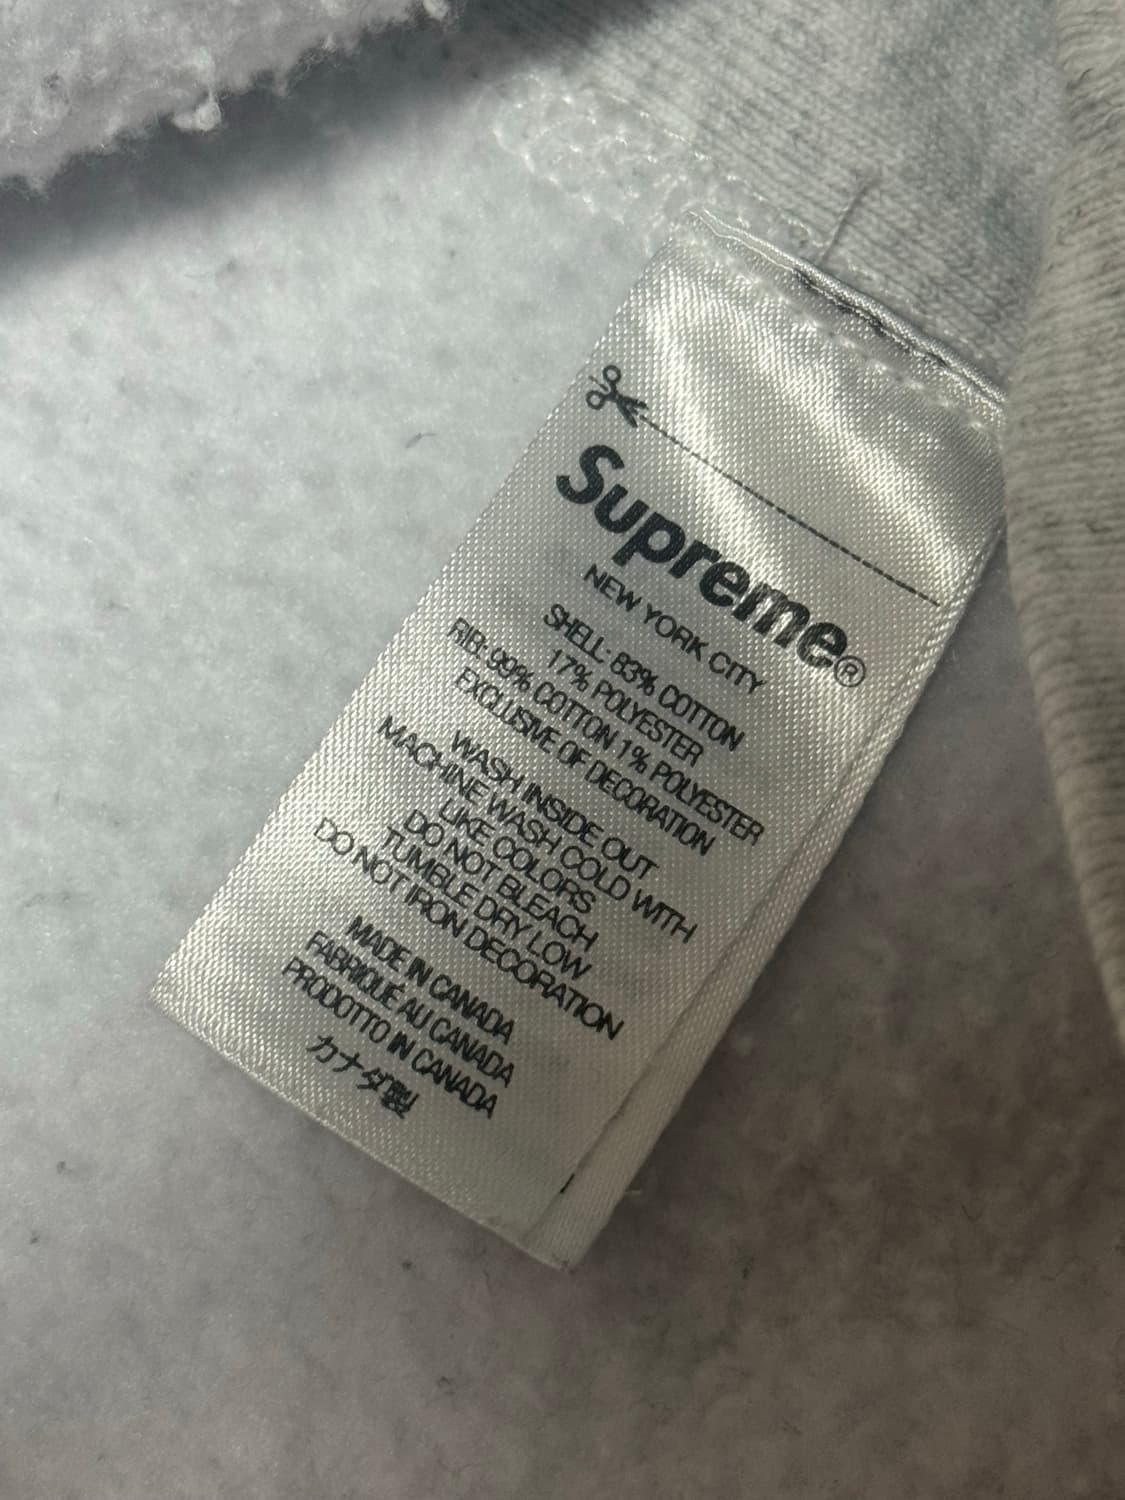 Supreme®
NEW YORK CITY
SHELL: 83% COTTON
17% POLYESTER
RIB: 99% COTTON 1% POLYESTER
EXCLUSIVE OF DECORATION
WASH INSIDE OUT
MACHINE WASH COLD WITH
LIKE COLORS
DO NOT BLEACH
TUMBLE DRY LOW
DO NOT IRON DECORATION
MADE IN CANADA
FABRIQUÉ AU CANADA
PRODOTTO IN CANADA
カナダ製